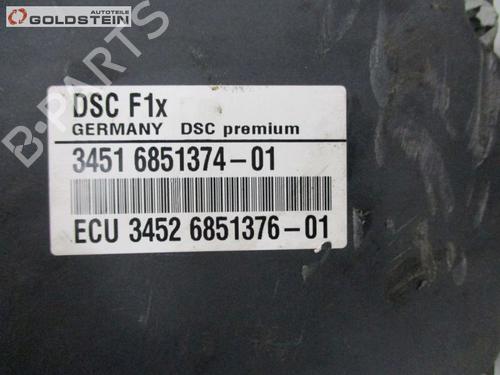 AUTOTEILE
GOLDSTEIN
B-PARTS
DSC F1x
GERMANY DSC premium
3451 6851374-01
ECU 3452 6851376-01